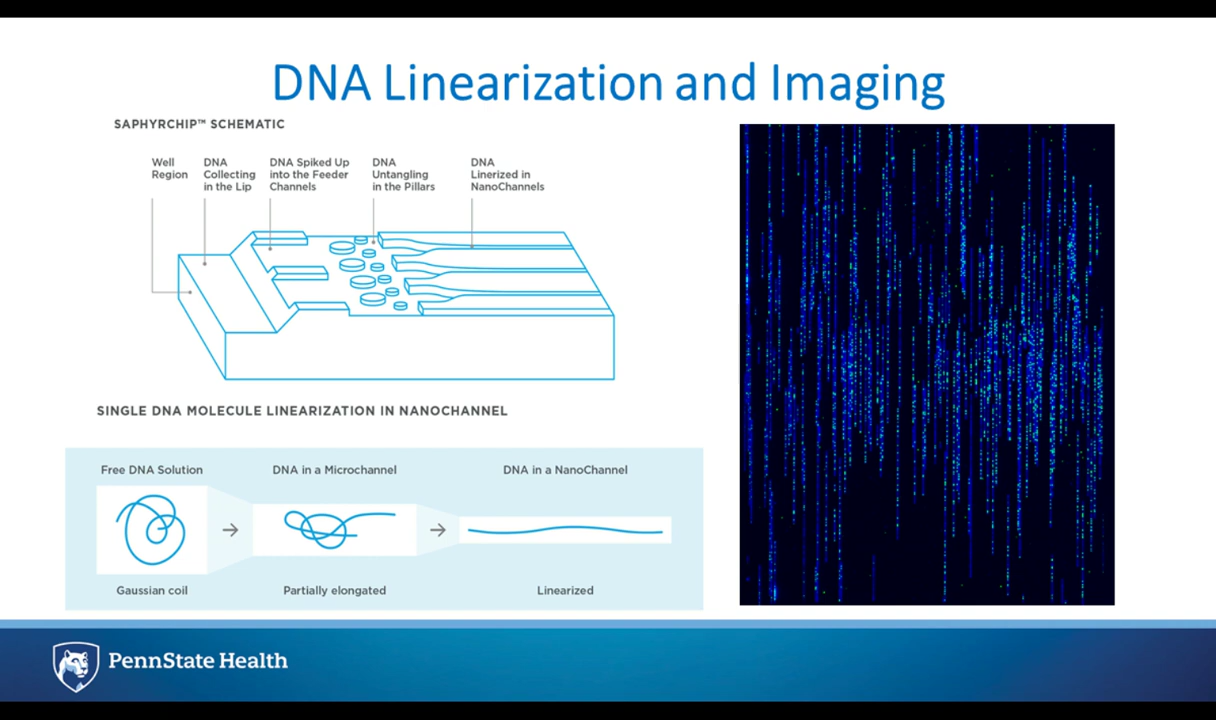 DNA Linearization and Imaging
SAPHYRCHIP™ SCHEMATIC
Well
Region
DNA
Collecting
in the Lip
DNA Spiked Up
into the Feeder
Channels
DNA
Untangling
in the Pillars
DNA
Linerized in
NanoChannels
SINGLE DNA MOLECULE LINEARIZATION IN NANOCHANNEL
Free DNA Solution
DNA in a Microchannel
DNA in a NanoChannel
Gaussian coil
Partially elongated
Linearized
PennState Health